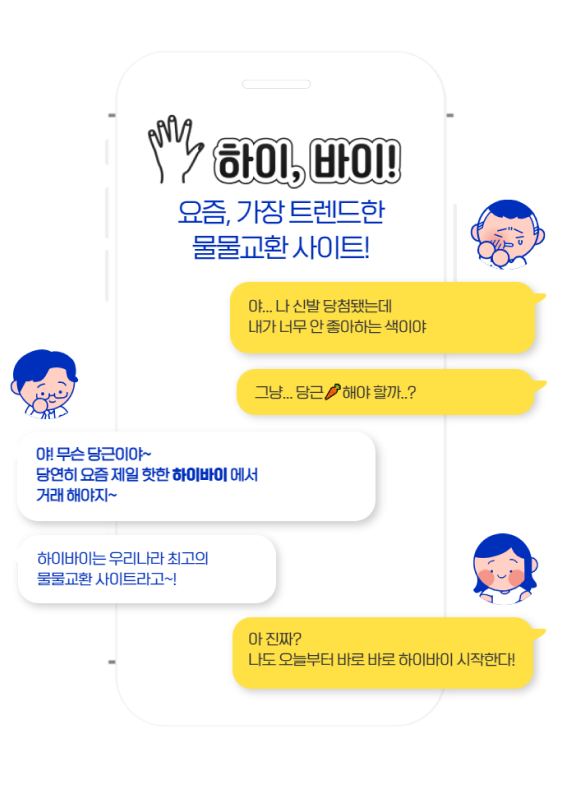 하이, 바이!
요즘, 가장 트렌드한
물물교환 사이트!
야... 나 신발 당첨됐는데
내가 너무 안 좋아하는 색이야
그냥... 당근🥕해야 할까..?
야! 무슨 당근이야~
당연히 요즘 제일 핫한 하이바이 에서
거래 해야지~
하이바이는 우리나라 최고의
물물교환 사이트라고~!
아 진짜?
나도 오늘부터 바로 바로 하이바이 시작한다!